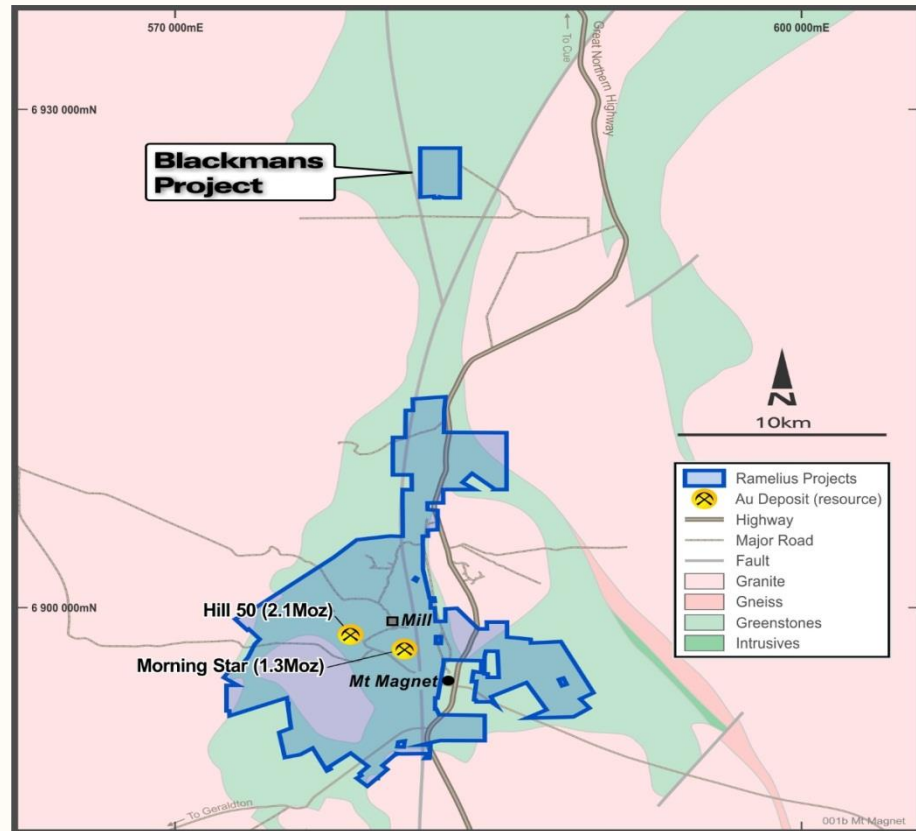 570 000mE
600 000mE
To Cue
Great Northern Highway
6 930 000mN
Blackmans
Project
N
10km
Ramelius Projects
Au Deposit (resource)
Highway
Major Road
Fault
Granite
Gneiss
Greenstones
Intrusives
6 900 000mN
Hill 50 (2.1Moz)
Mill
Morning Star (1.3Moz)
Mt Magnet
To Geraldton
001b Mt Magnet